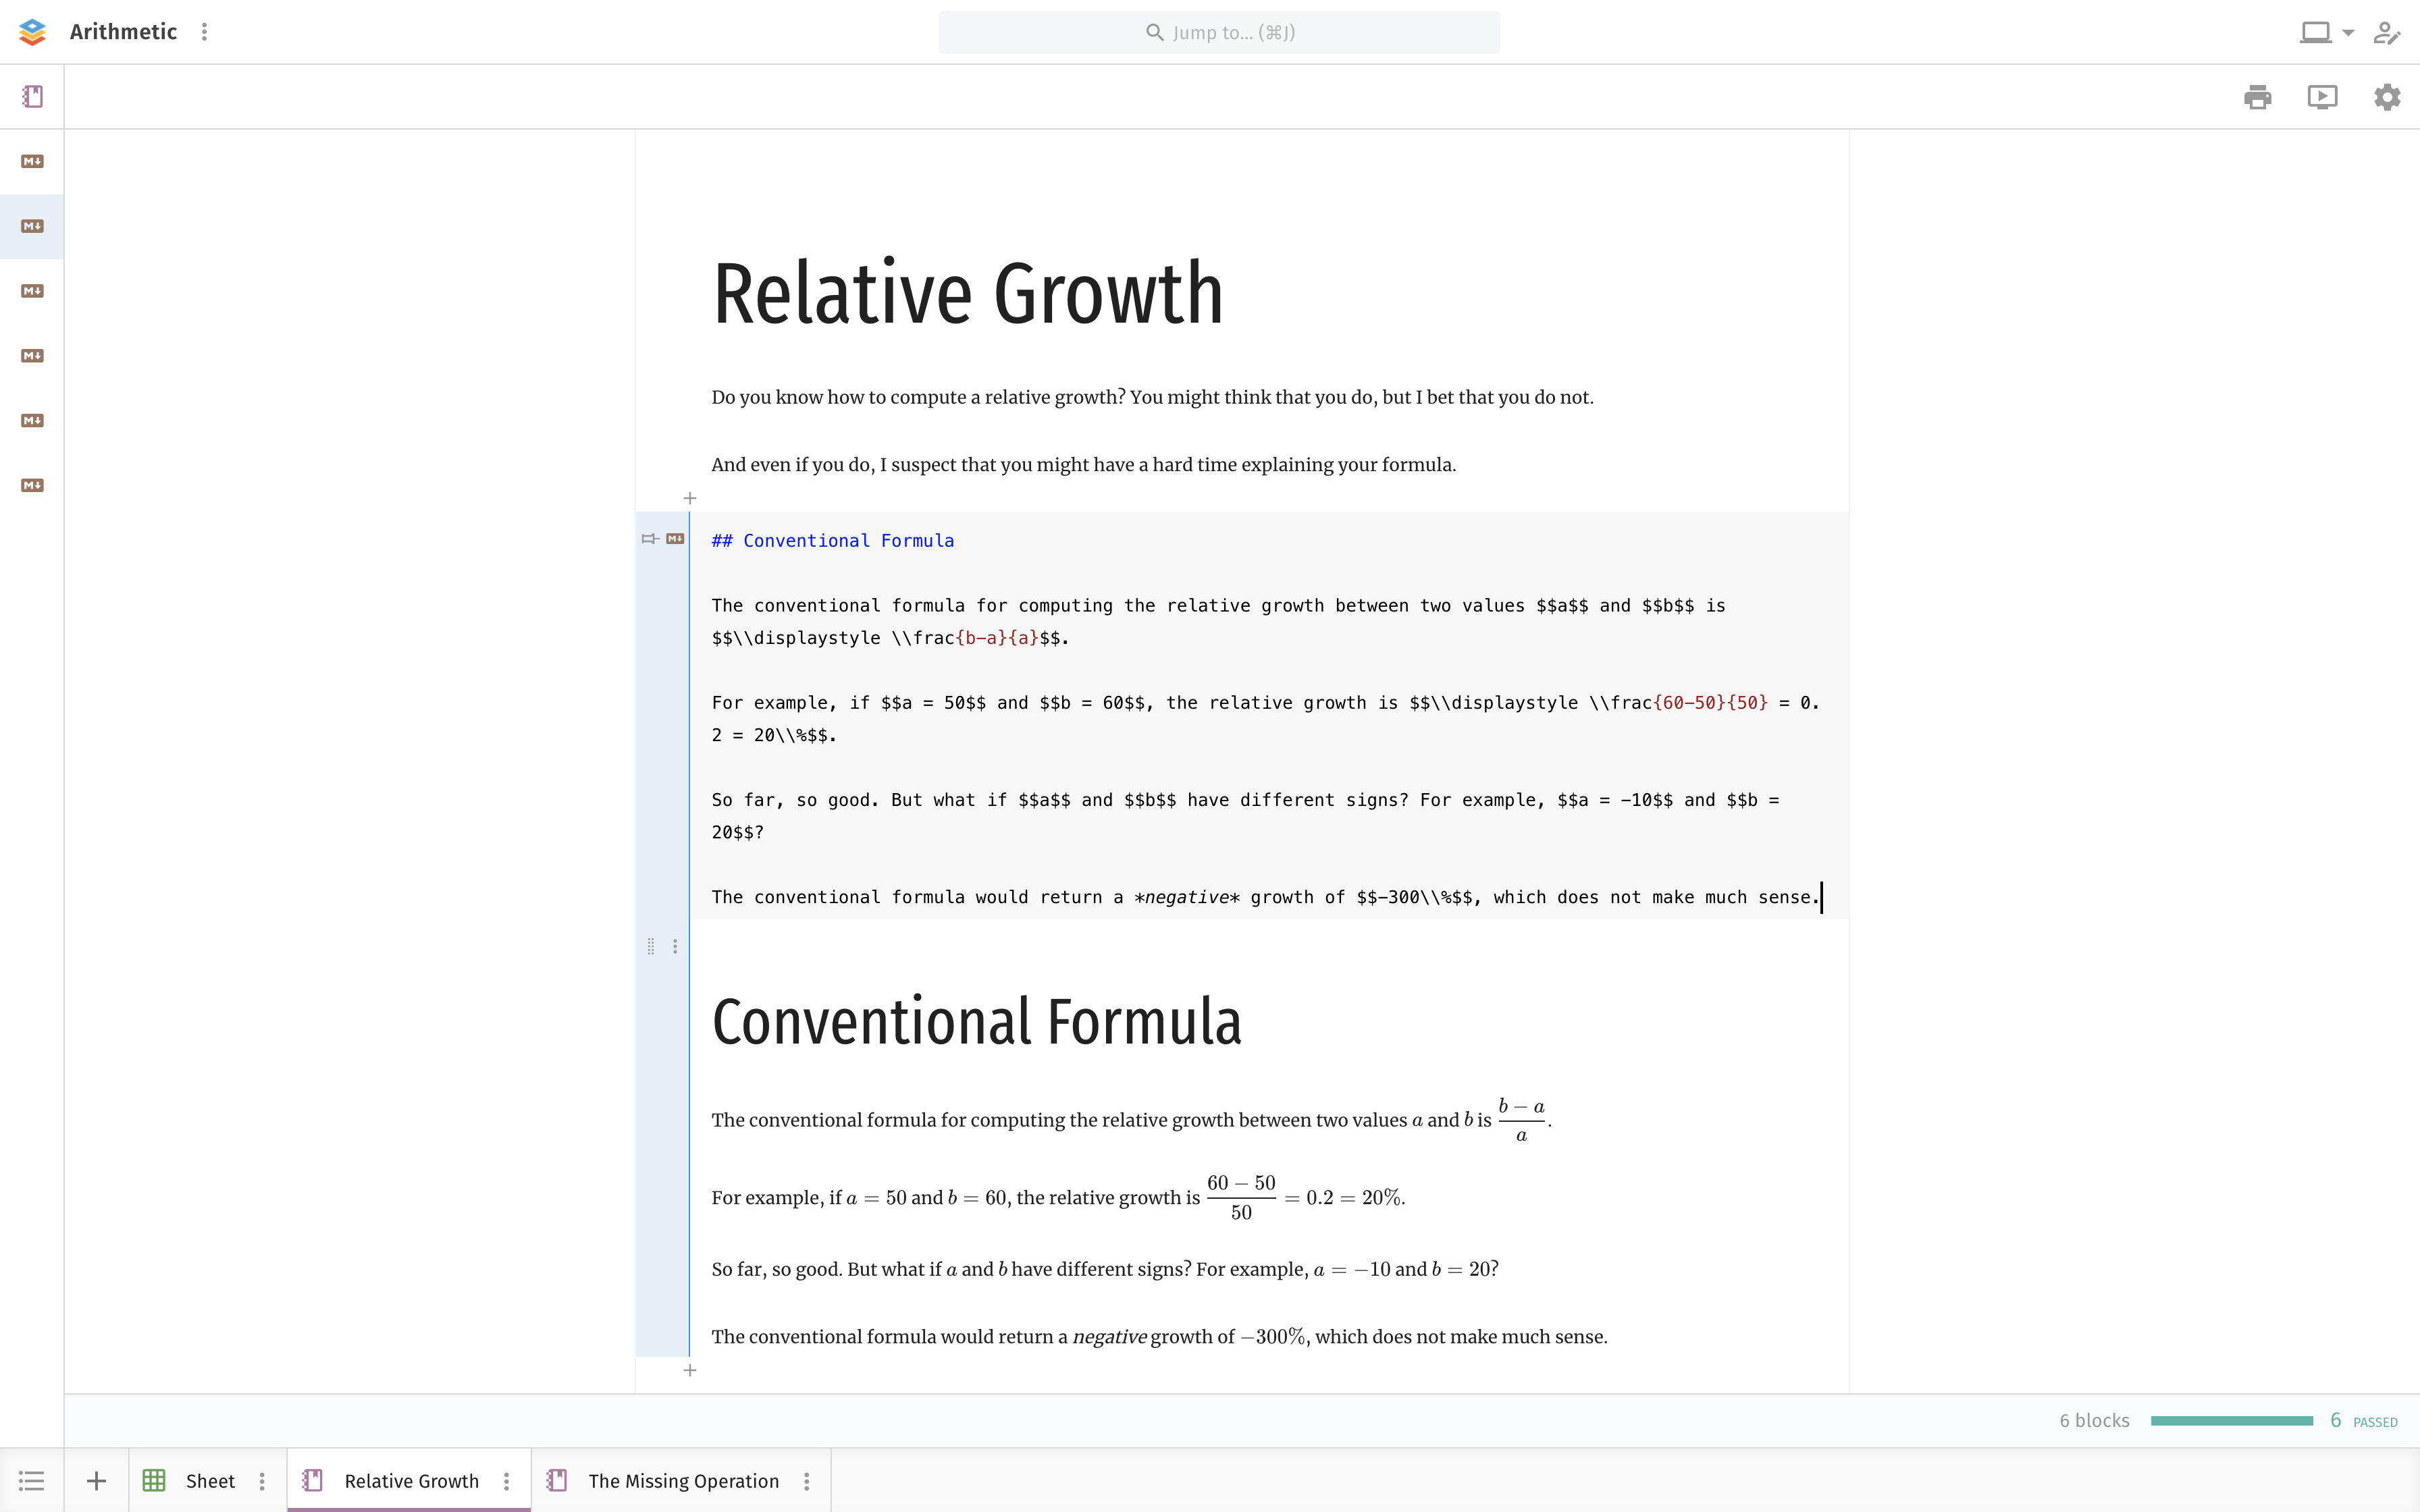 Arithmetic
Jump to... (⌘J)
M↓
M↓
M↓
M↓
M↓
M↓
Relative Growth
Do you know how to compute a relative growth? You might think that you do, but I bet that you do not.
And even if you do, I suspect that you might have a hard time explaining your formula.
M↓
## Conventional Formula
The conventional formula for computing the relative growth between two values $$a$$ and $$b$$ is
$$\\displaystyle \\frac{b-a}{a}$$.
For example, if $$a = 50$$ and $$b = 60$$, the relative growth is $$\\displaystyle \\frac{60-50}{50} = 0.
2 = 20\\%$$.
So far, so good. But what if $$a$$ and $$b$$ have different signs? For example, $$a = -10$$ and $$b =
20$$?
The conventional formula would return a *negative* growth of $$-300\\%$$, which does not make much sense.
Conventional Formula
The conventional formula for computing the relative growth between two values a and b is b − a / a.
For example, if a = 50 and b = 60, the relative growth is 60 − 50 / 50 = 0.2 = 20%.
So far, so good. But what if a and b have different signs? For example, a = −10 and b = 20?
The conventional formula would return a negative growth of −300%, which does not make much sense.
6 blocks 6 PASSED
Sheet Relative Growth The Missing Operation